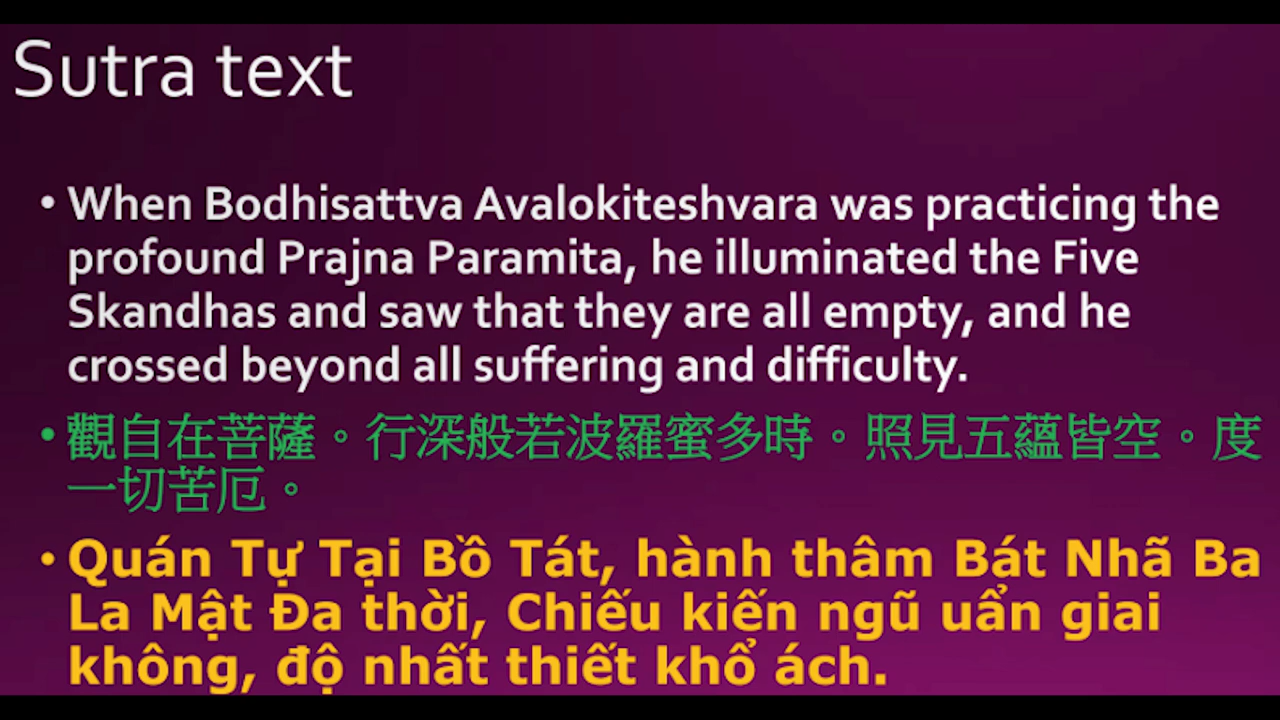 Sutra text
• When Bodhisattva Avalokiteshvara was practicing the
profound Prajna Paramita, he illuminated the Five
Skandhas and saw that they are all empty, and he
crossed beyond all suffering and difficulty.
• 觀自在菩薩。行深般若波羅蜜多時。照見五蘊皆空。度
一切苦厄。
• Quán Tự Tại Bồ Tát, hành thâm Bát Nhã Ba
La Mật Đa thời, Chiếu kiến ngũ uẩn giai
không, độ nhất thiết khổ ách.